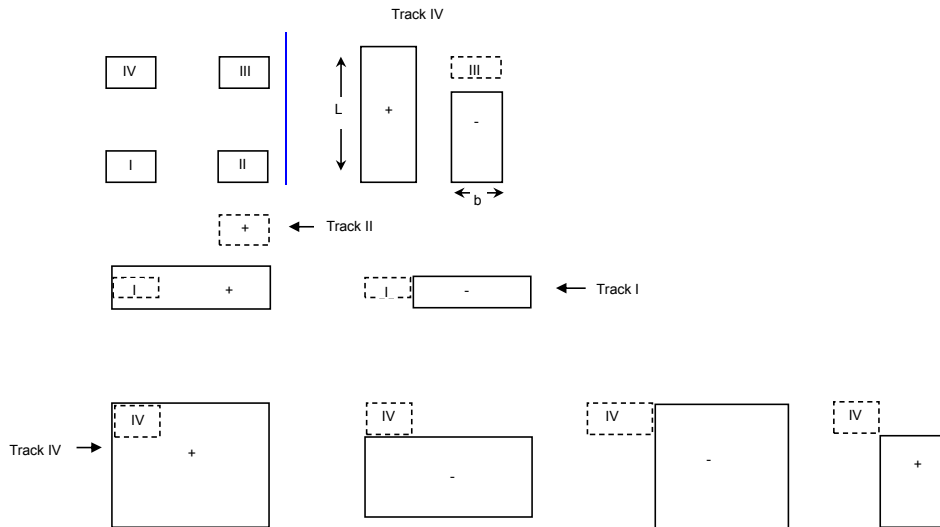 Track IV
IV III III
L + -
I II
b
+ Track II
I + I - Track I
IV IV IV IV
Track IV + - - +